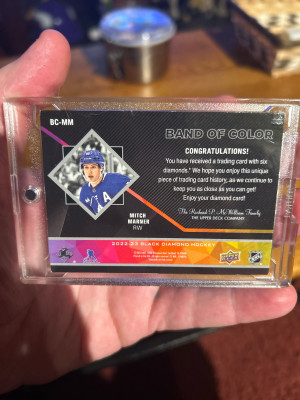 BC-MM
BAND OF COLOR
CONGRATULATIONS!
You have received a trading card with six
diamonds.* We hope you enjoy this unique
piece of trading card history, as we continue to
keep you as close as you can get!
Enjoy your diamond card!
The Richard P. McWilliam Family
THE UPPER DECK COMPANY
A
MITCH
MARNER
RW
2022-23 BLACK DIAMOND HOCKEY